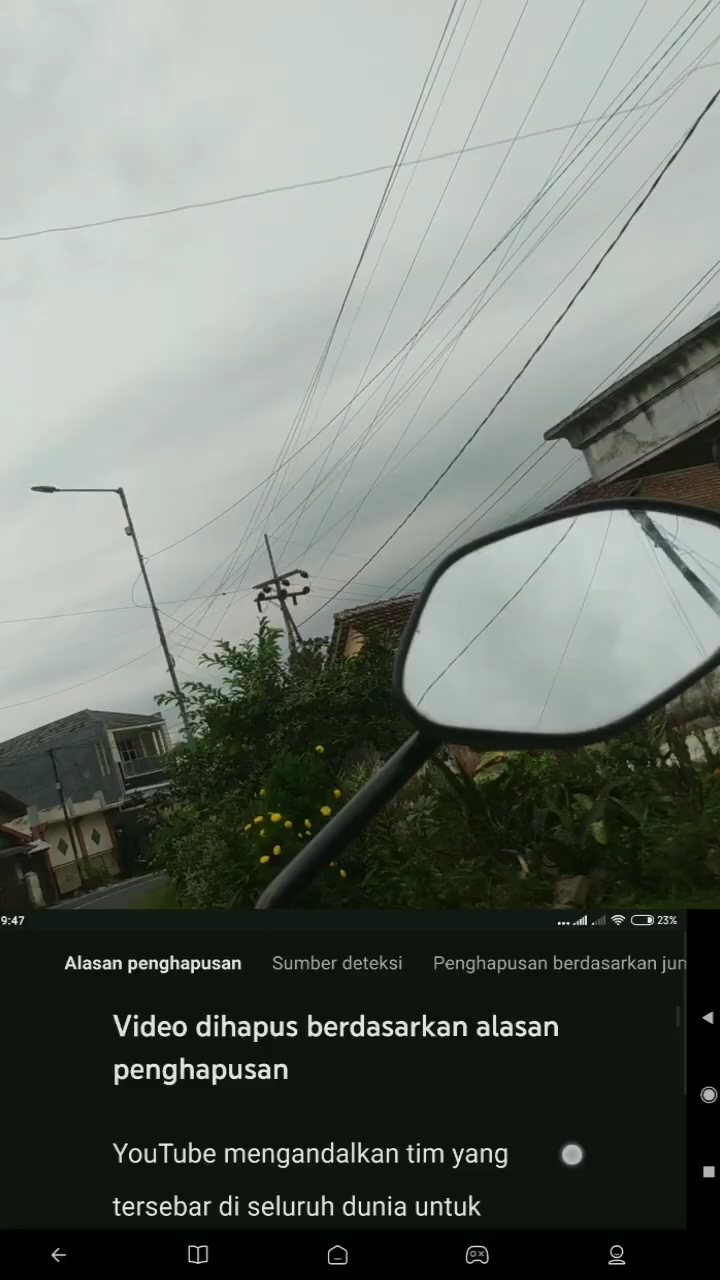 9:47
23%
Alasan penghapusan Sumber deteksi Penghapusan berdasarkan jun
Video dihapus berdasarkan alasan
penghapusan
YouTube mengandalkan tim yang
tersebar di seluruh dunia untuk